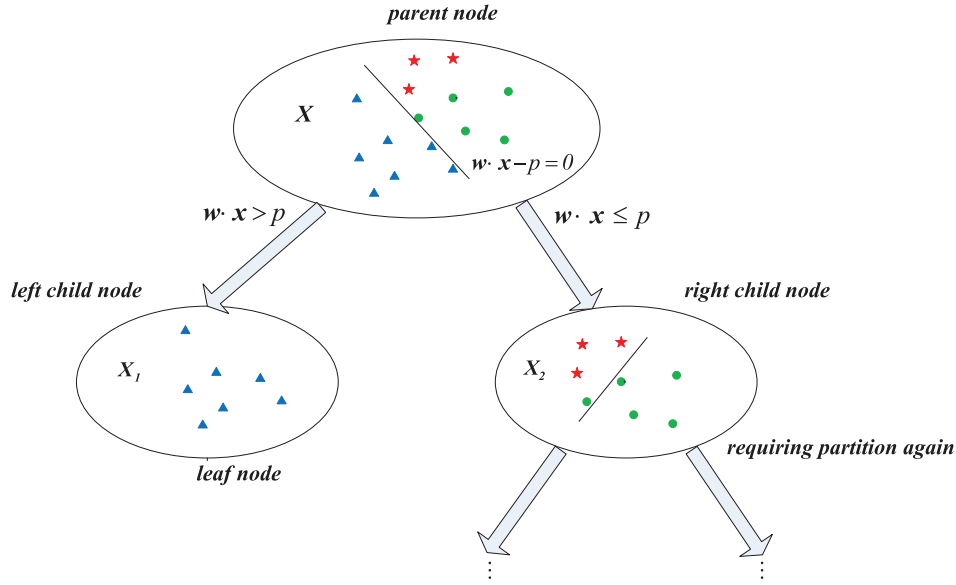 parent node
X
w· x−p=0
w· x > p
w· x ≤ p
left child node
right child node
X1
X2
leaf node
requiring partition again
⋮
⋮